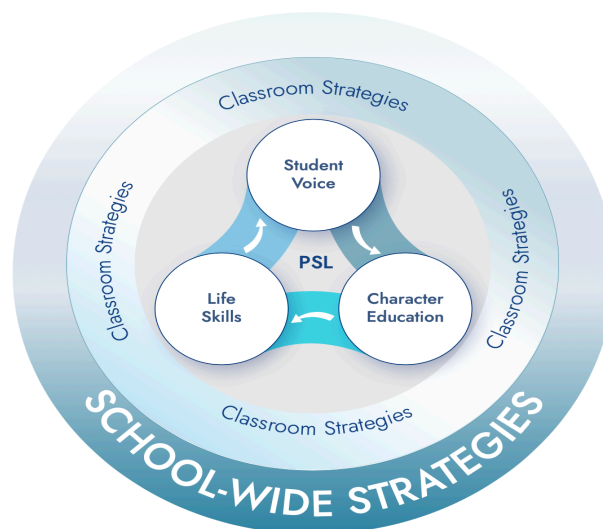 Classroom Strategies
Student
Voice
Classroom Strategies
Classroom Strategies
PSL
Life
Skills
Character
Education
Classroom Strategies
SCHOOL-WIDE STRATEGIES